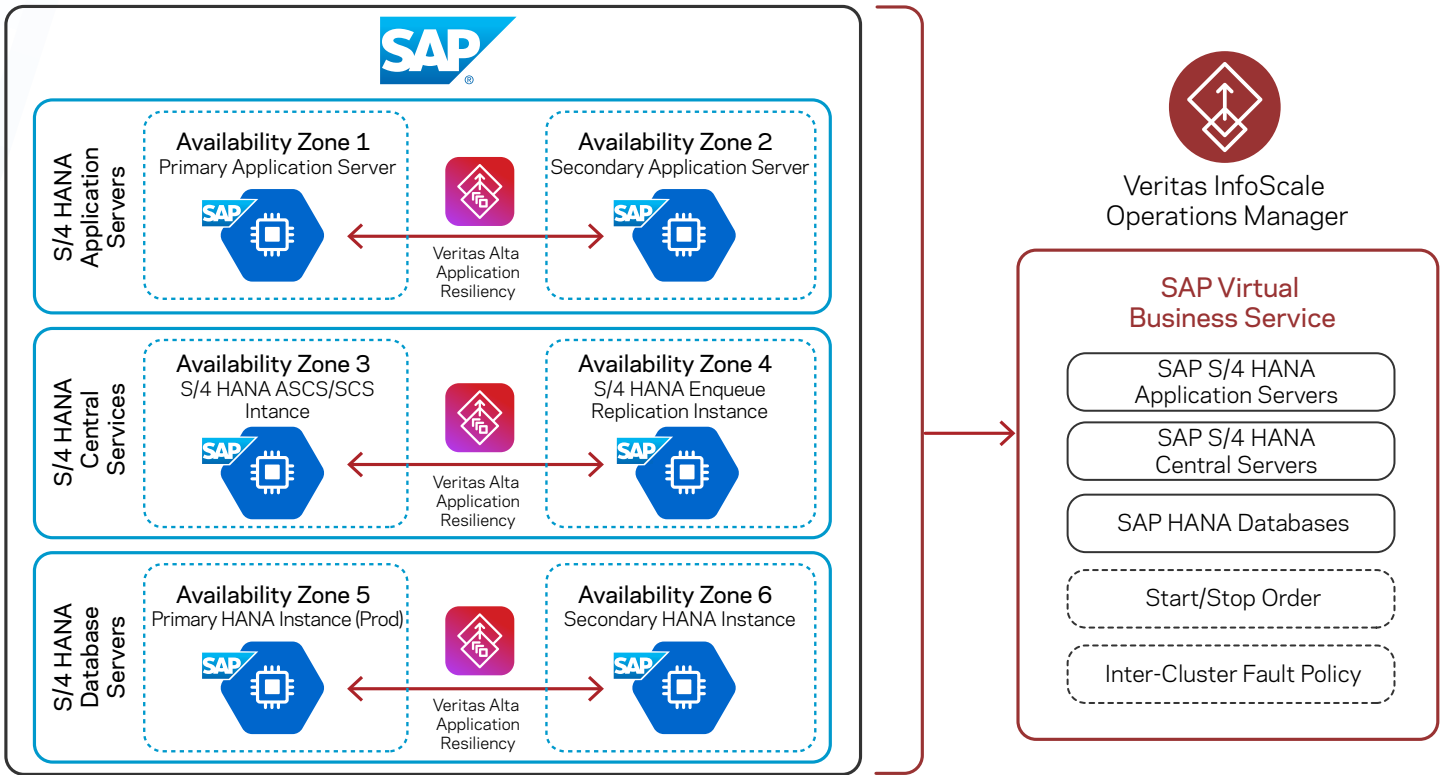 SAP
®
S/4 HANA
Application
Servers
Availability Zone 1
Primary Application Server
SAP
Veritas Alta
Application
Resiliency
Availability Zone 2
Secondary Application Server
SAP
S/4 HANA
Central
Services
Availability Zone 3
S/4 HANA ASCS/SCS
Intance
SAP
Veritas Alta
Application
Resiliency
Availability Zone 4
S/4 HANA Enqueue
Replication Instance
SAP
S/4 HANA
Database
Servers
Availability Zone 5
Primary HANA Instance (Prod)
SAP
Veritas Alta
Application
Resiliency
Availability Zone 6
Secondary HANA Instance
SAP
Veritas InfoScale
Operations Manager
SAP Virtual
Business Service
SAP S/4 HANA
Application Servers
SAP S/4 HANA
Central Servers
SAP HANA Databases
Start/Stop Order
Inter-Cluster Fault Policy